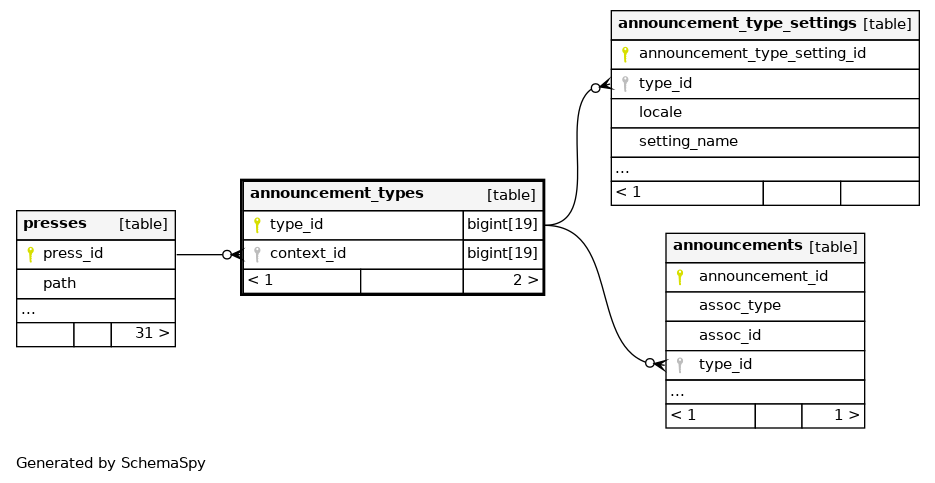 announcement_type_settings [table]
announcement_type_setting_id
type_id
locale
setting_name
...
< 1
announcement_types [table]
type_id bigint[19]
context_id bigint[19]
< 1 2 >
presses [table]
press_id
path
...
31 >
announcements [table]
announcement_id
assoc_type
assoc_id
type_id
...
< 1 1 >
Generated by SchemaSpy